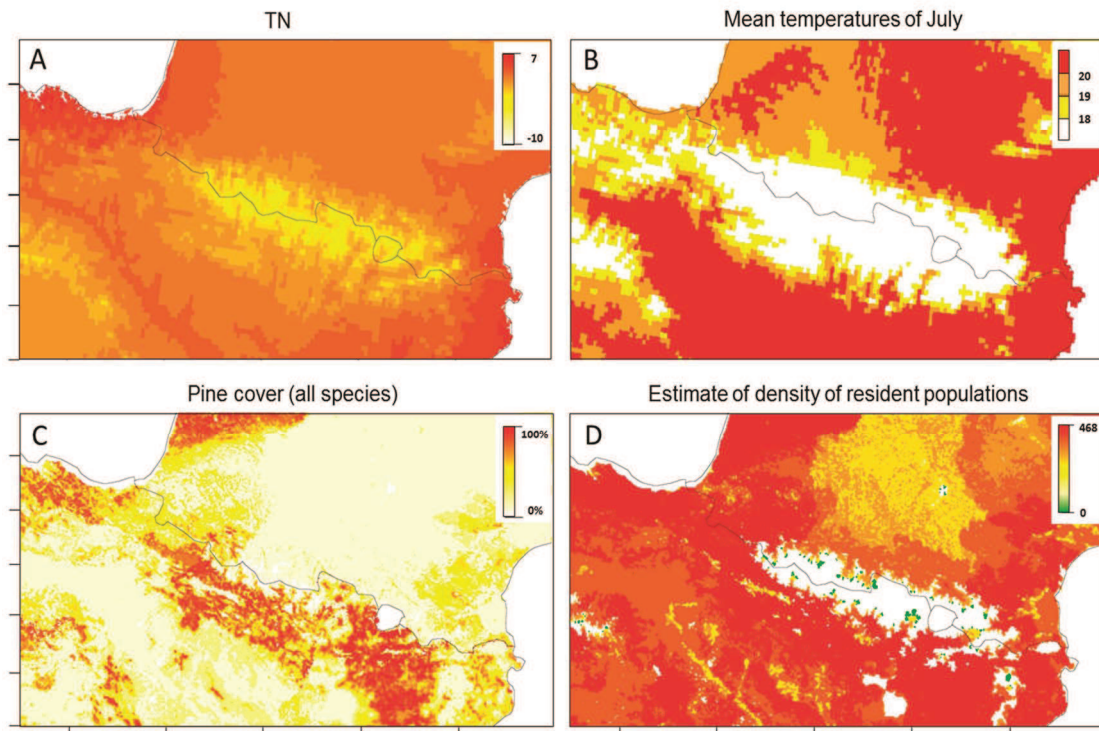 TN
A
7
-10
Mean temperatures of July
B
20
19
18
Pine cover (all species)
C
100%
0%
Estimate of density of resident populations
D
468
0